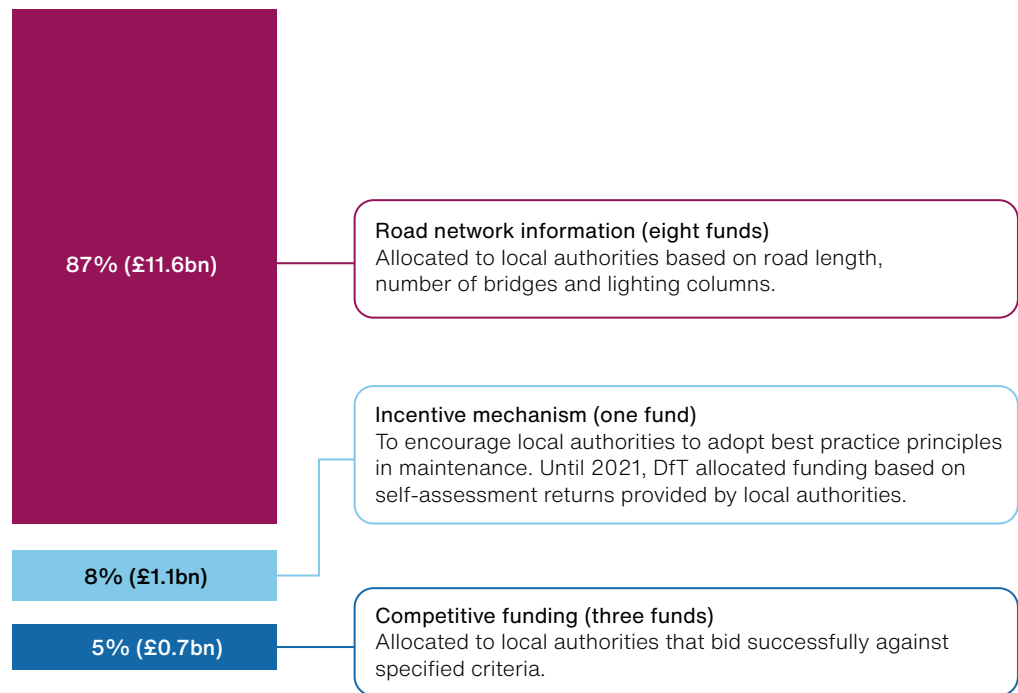 87% (£11.6bn)
Road network information (eight funds)
Allocated to local authorities based on road length,
number of bridges and lighting columns.
Incentive mechanism (one fund)
To encourage local authorities to adopt best practice principles
in maintenance. Until 2021, DfT allocated funding based on
self-assessment returns provided by local authorities.
8% (£1.1bn)
Competitive funding (three funds)
Allocated to local authorities that bid successfully against
specified criteria.
5% (£0.7bn)